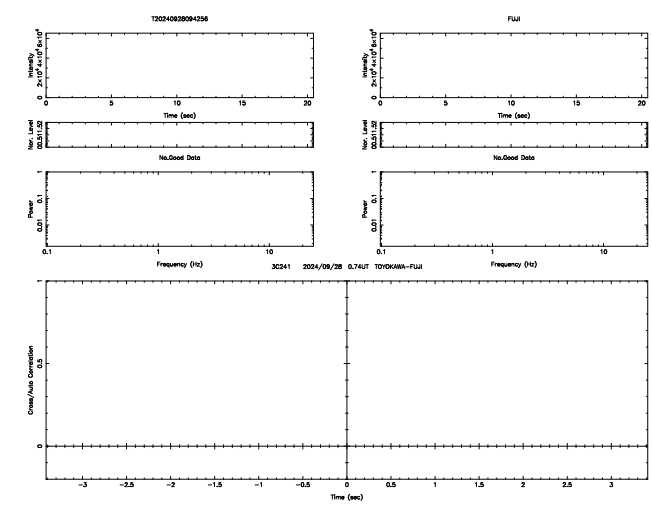 T20240928094256 FUJI
Intensity
0 2×10⁴ 4×10⁴ 6×10⁴
0 5 10 15 20
Time (sec)
Intensity
0 2×10⁴ 4×10⁴ 6×10⁴
0 5 10 15 20
Time (sec)
Nor. Level
0 0.5 1 1.5 2
Nor. Level
0 0.5 1 1.5 2
No.Good Data
No.Good Data
Power
0.01 0.1 1
0.1 1 10
Frequency (Hz)
Power
0.01 0.1 1
0.1 1 10
Frequency (Hz)
3C241 2024/09/28 0.74UT TOYOKAWA-FUJI
Cross/Auto Correlation
0 0.5 1
-3 -2.5 -2 -1.5 -1 -0.5 0 0.5 1 1.5 2 2.5 3
Time (sec)